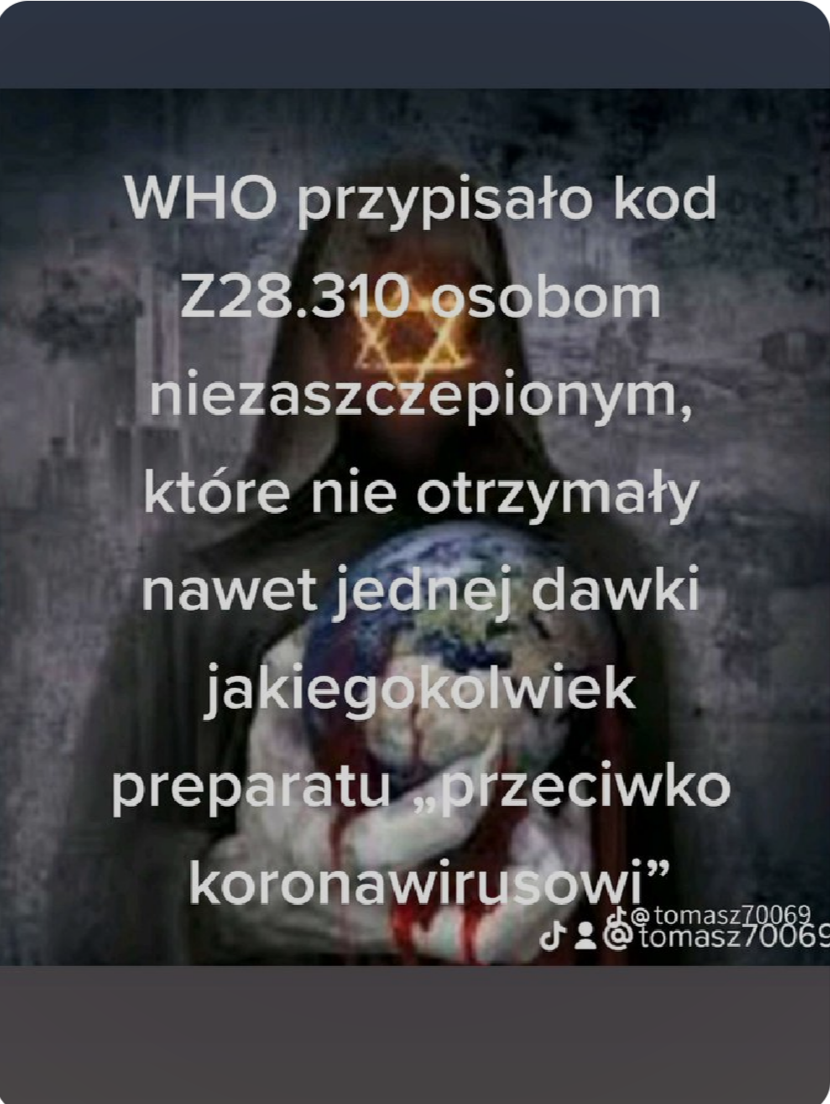 WHO przypisało kod
Z28.310 osobom
niezaszczepionym,
które nie otrzymały
nawet jednej dawki
jakiegokolwiek
preparatu „przeciwko
koronawirusowi”
@tomasz70069
@tomasz70069